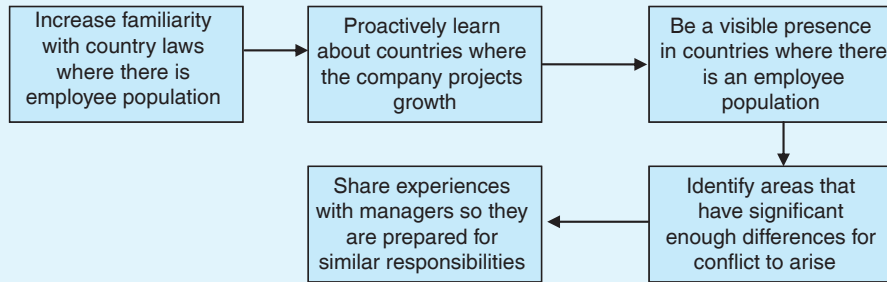 Increase familiarity
with country laws
where there is
employee population
Proactively learn
about countries where
the company projects
growth
Be a visible presence
in countries where there
is an employee
population
Identify areas that
have significant
enough differences for
conflict to arise
Share experiences
with managers so they
are prepared for
similar responsibilities